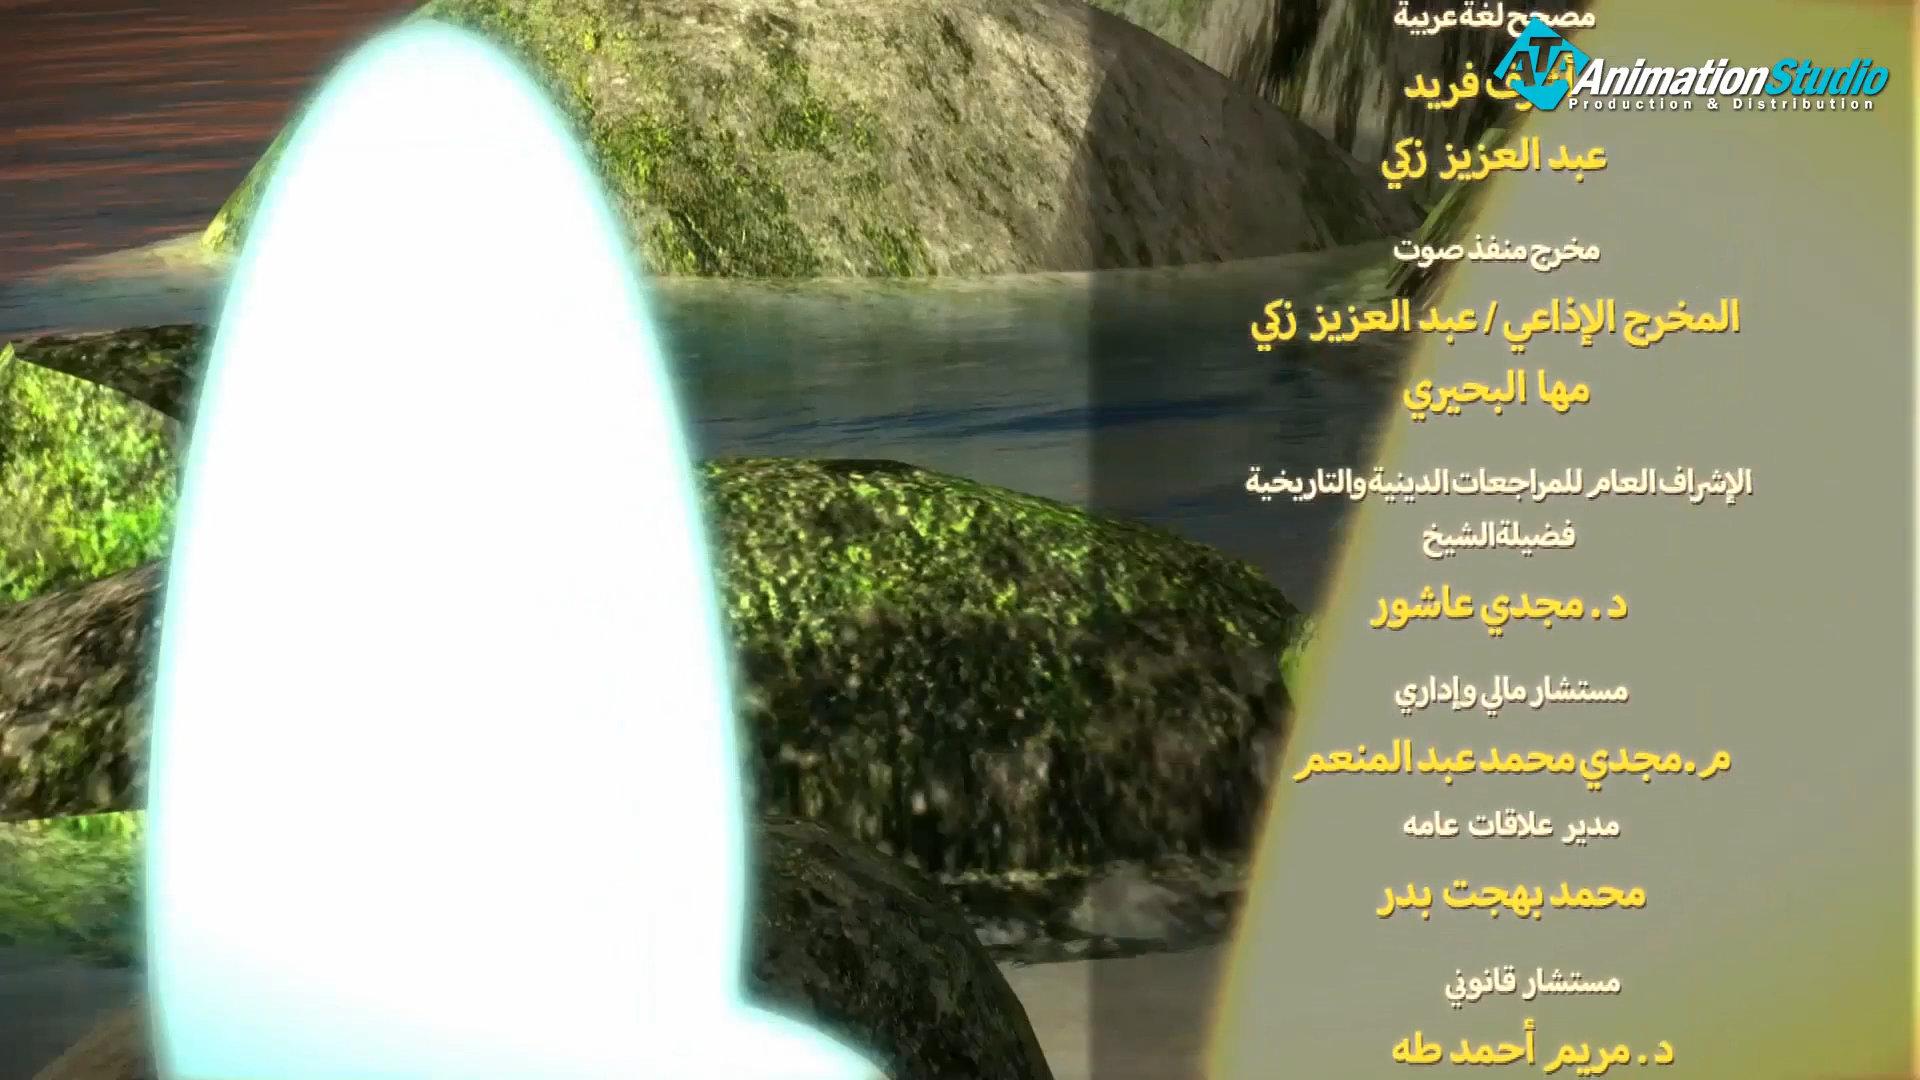 مصحح لغة عربية
AnimationStudio
Production & Distribution
فريد
عبد العزيز زكي
مخرج منفذ صوت
المخرج الإذاعي / عبد العزيز زكي
مها البحيري
الإشراف العام للمراجعات الدينية والتاريخية
فضيلة الشيخ
د . مجدي عاشور
مستشار مالي وإداري
م . مجدي محمد عبد المنعم
مدير علاقات عامه
محمد بهجت بدر
مستشار قانوني
د . مريم أحمد طه